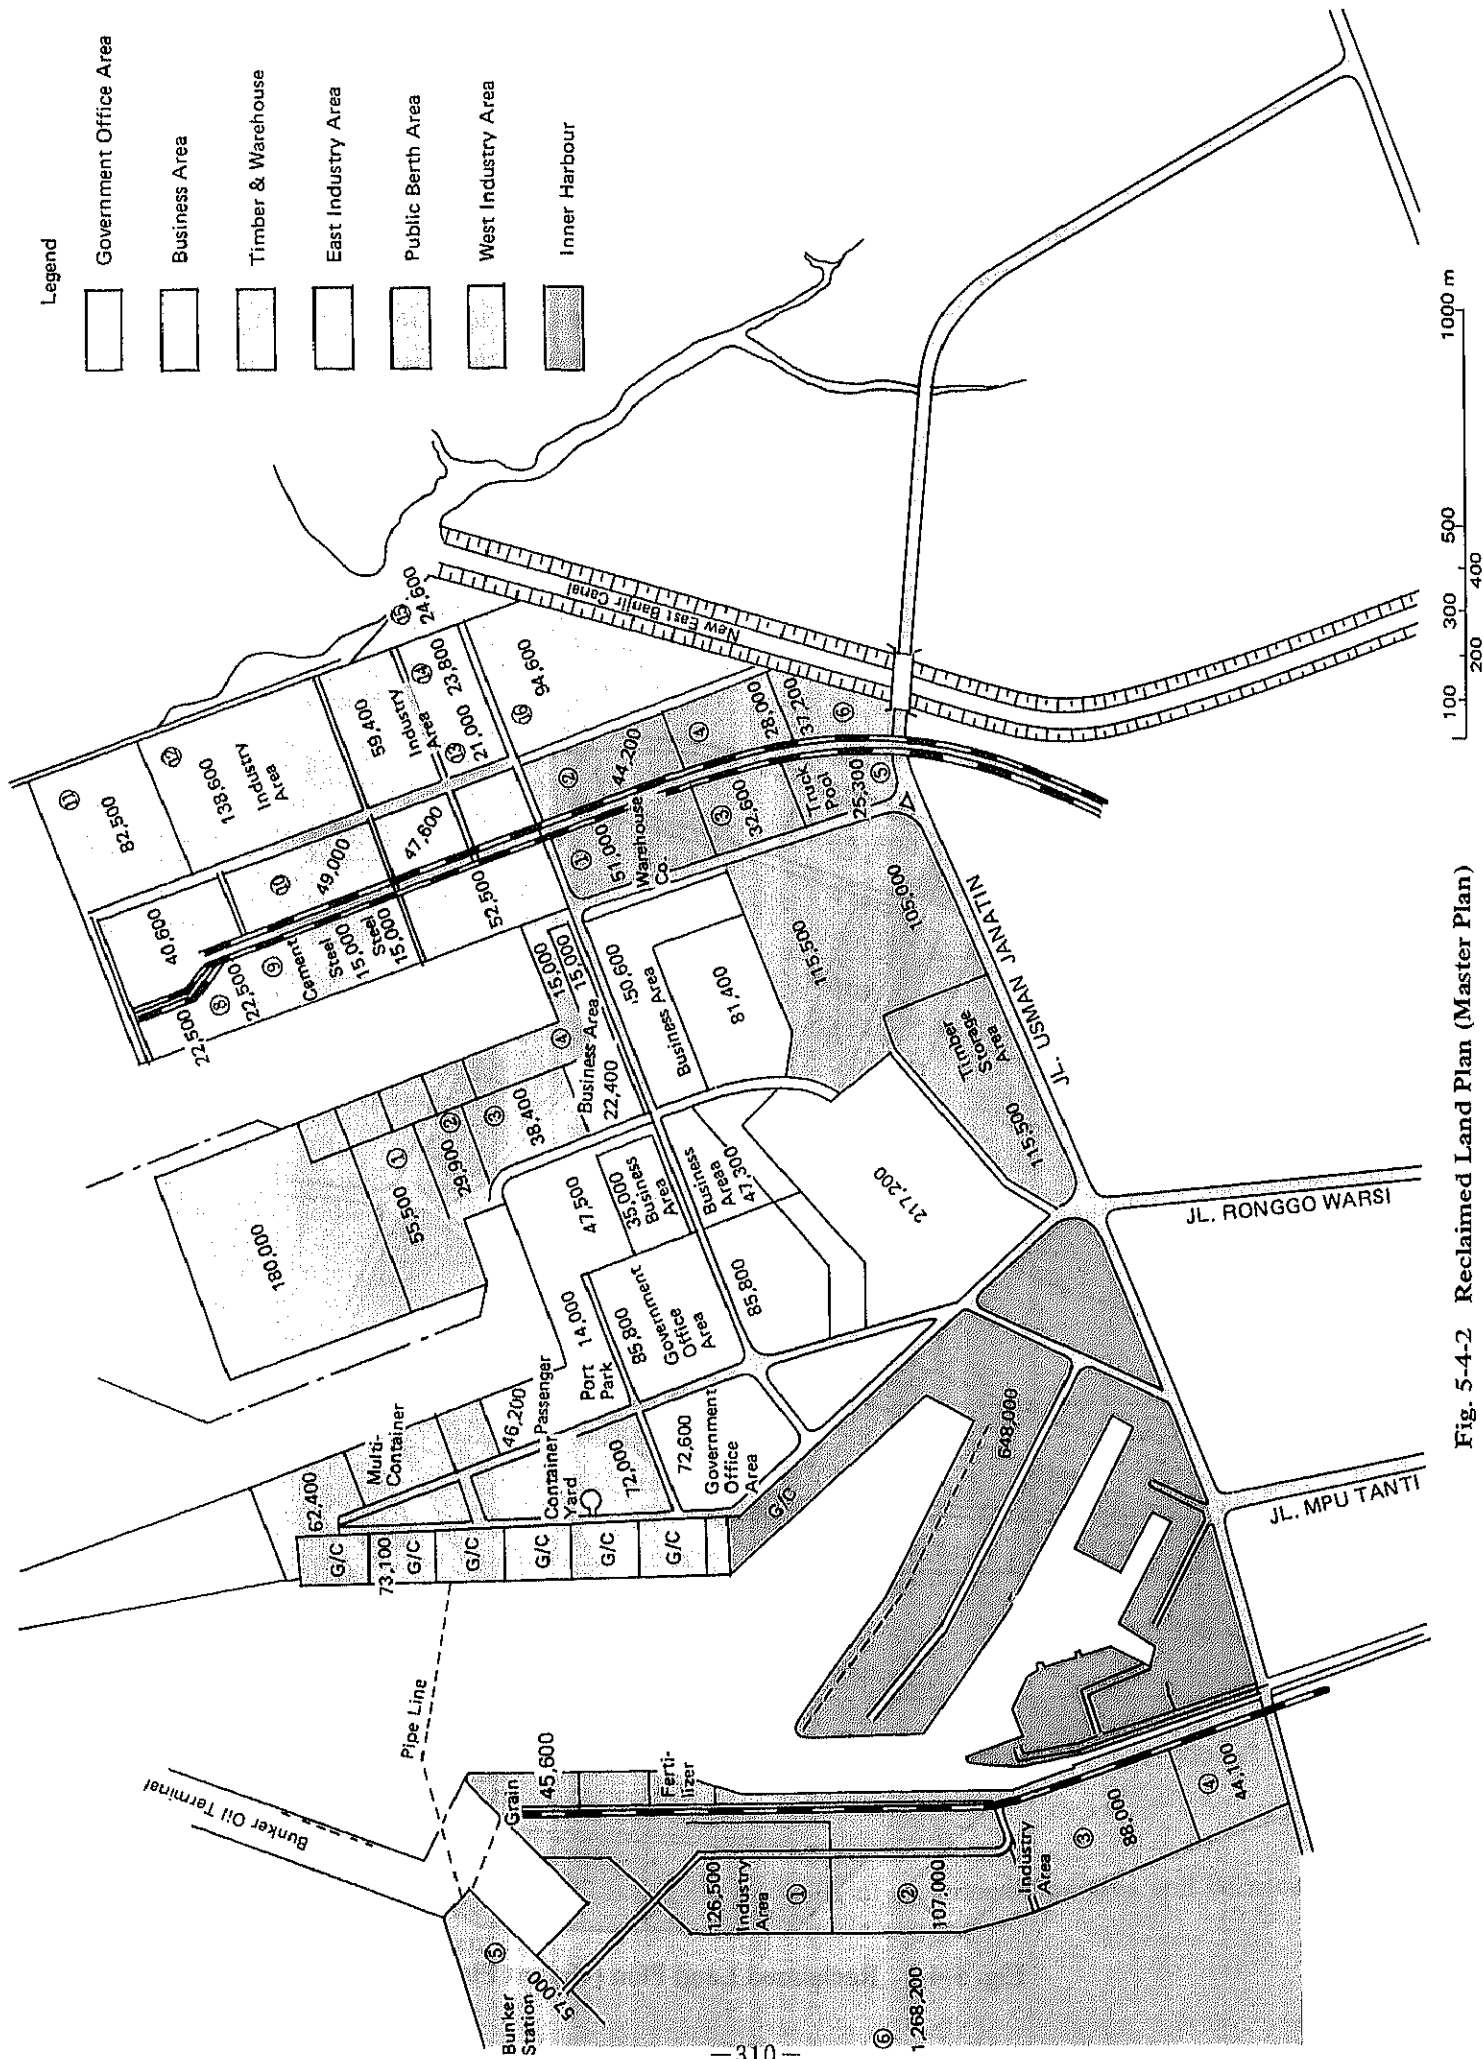 Legend
Government Office Area
Business Area
Timber & Warehouse
East Industry Area
Public Berth Area
West Industry Area
Inner Harbour
⑪
82,500
⑫
138,600
Industry
Area
59,400
Industry
Area
⑭
23,800
⑮
24,600
⑬
21,000
⑯
94,600
40,600
⑩
49,000
47,600
52,500
22,500
⑧
22,500
⑨
Cement
Steel
15,000
Steel
15,000
New East Banjir Canal
②
44,200
④
28,000
37,200
⑥
①
51,000
Warehouse
Co.
③
32,600
Truck
Pool
25,300
⑤
15,000
15,000
④
Business Area
22,400
50,600
Business Area
81,400
115,500
105,000
JL. USMAN JANATIN
Timber
Storage
Area
115,500
180,000
55,500
①
29,900
②
③
38,400
47,500
35,000
Business
Area
Business
Areaa
47,300
217,200
85,800
Port
Park
14,000
85,800
Government
Office
Area
JL. RONGGO WARSI
62,400
Multi-
Container
46,200
Passenger
Container
Yard
72,000
72,600
Government
Office
Area
G/C
73,100
G/C
G/C
G/C
G/C
G/C
G/C
648,000
JL. MPU TANTI
Pipe Line
Bunker Oil Terminal
Grain
45,600
Ferti-
lizer
④
44,100
③
88,000
Industry
Area
②
107,000
126,500
Industry
Area
①
⑤
Bunker
Station
67,000
⑥
1,268,200
100
200
300
400
500
1000 m
Fig. 5-4-2 Reclaimed Land Plan (Master Plan)
—310—